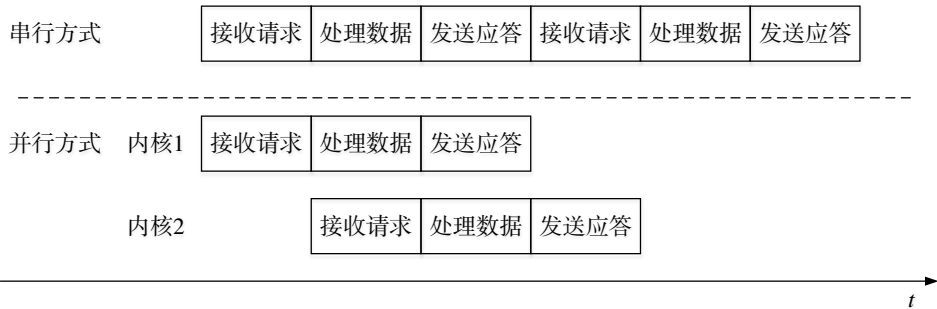 串行方式 接收请求 处理数据 发送应答 接收请求 处理数据 发送应答
并行方式 内核1 接收请求 处理数据 发送应答
内核2 接收请求 处理数据 发送应答
t